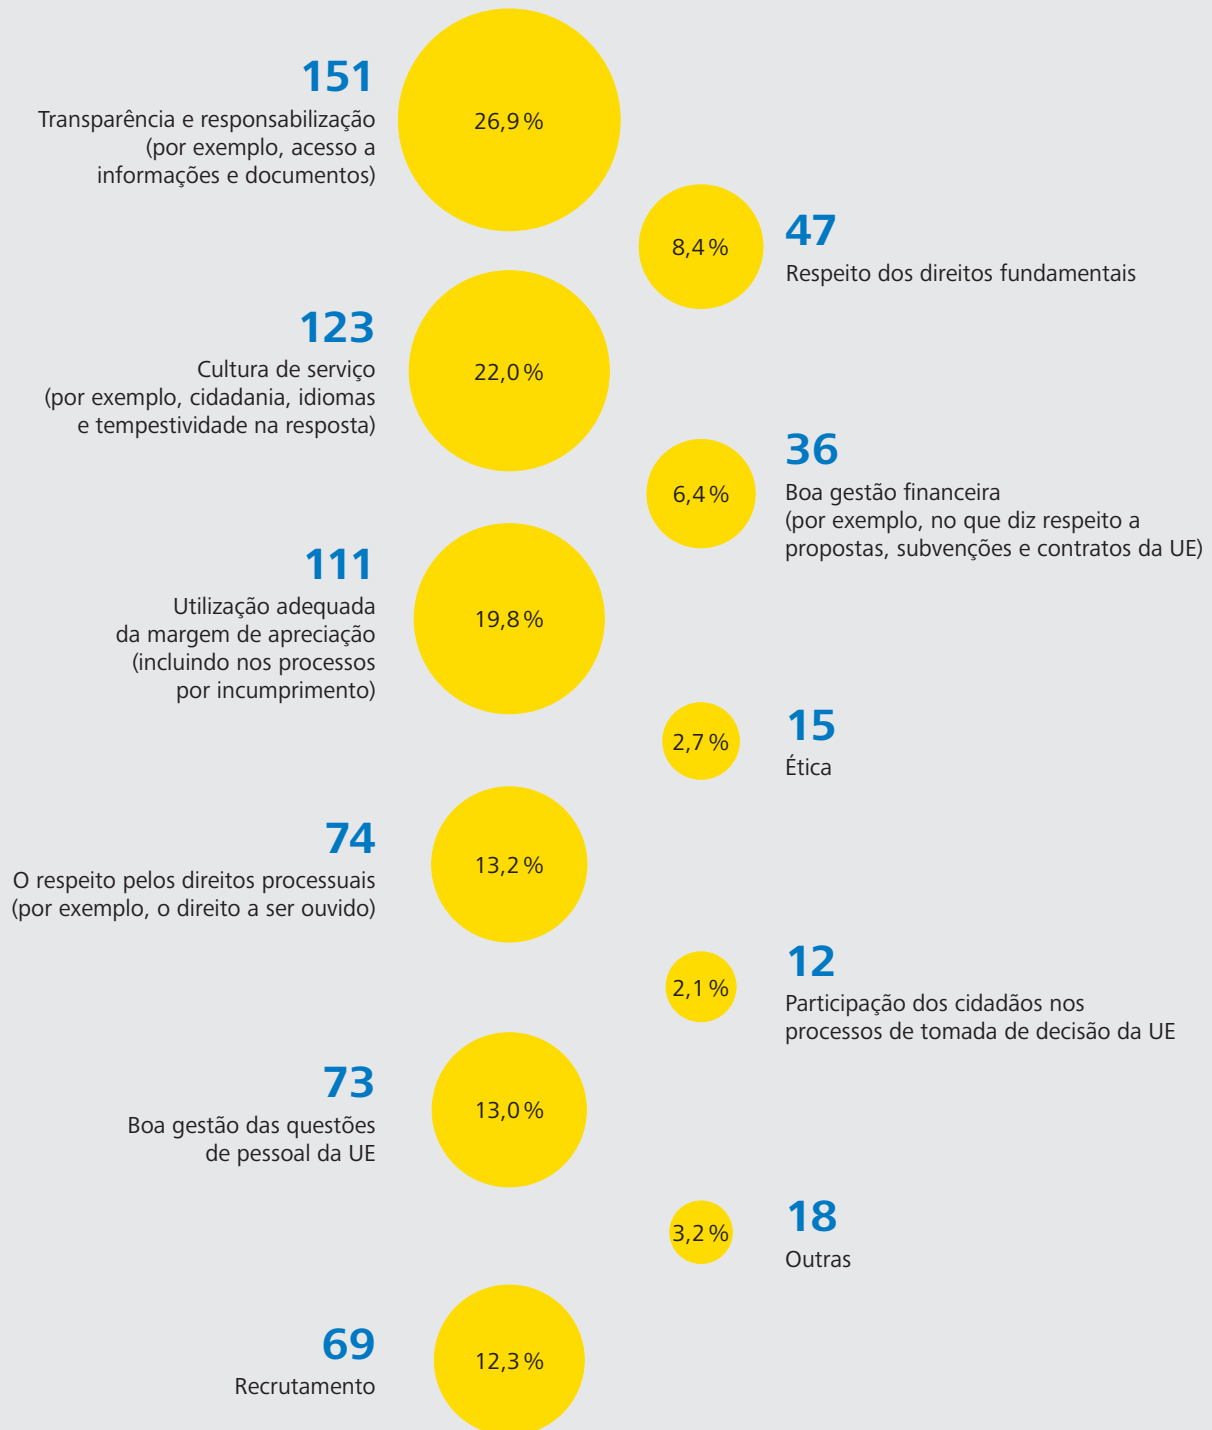 151
Transparência e responsabilização
(por exemplo, acesso a
informações e documentos)
26,9 %
8,4 %
47
Respeito dos direitos fundamentais
123
Cultura de serviço
(por exemplo, cidadania, idiomas
e tempestividade na resposta)
22,0 %
6,4 %
36
Boa gestão financeira
(por exemplo, no que diz respeito a
propostas, subvenções e contratos da UE)
111
Utilização adequada
da margem de apreciação
(incluindo nos processos
por incumprimento)
19,8 %
2,7 %
15
Ética
74
O respeito pelos direitos processuais
(por exemplo, o direito a ser ouvido)
13,2 %
2,1 %
12
Participação dos cidadãos nos
processos de tomada de decisão da UE
73
Boa gestão das questões
de pessoal da UE
13,0 %
3,2 %
18
Outras
69
Recrutamento
12,3 %